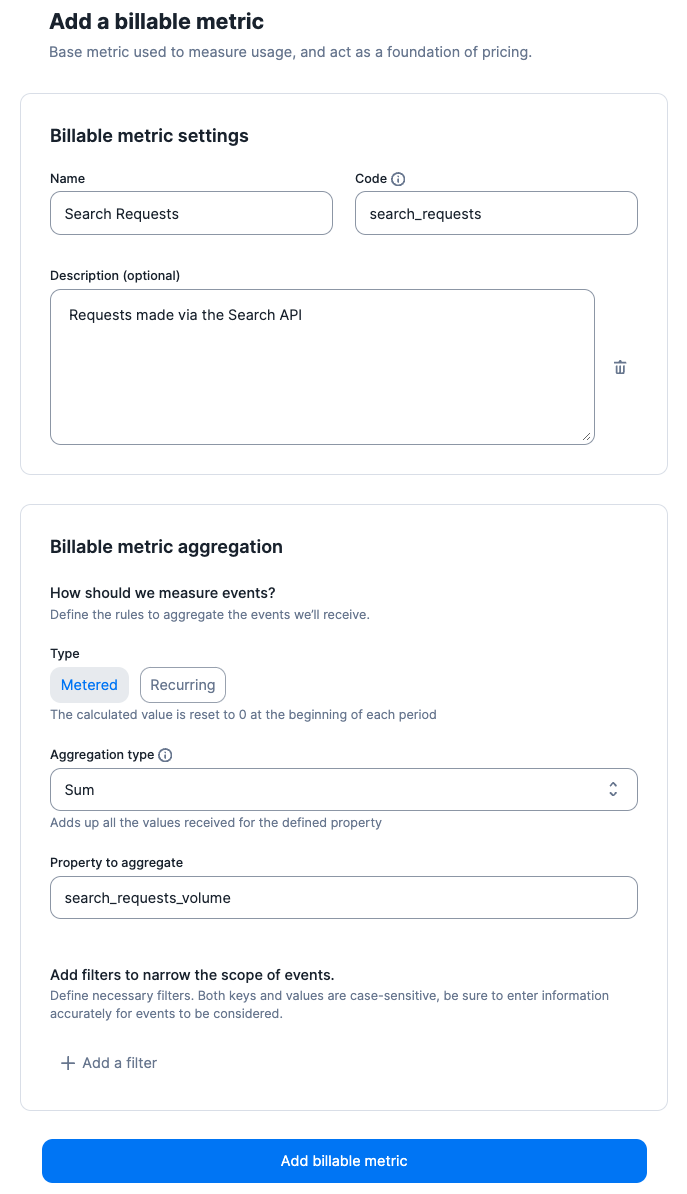 Add a billable metric
Base metric used to measure usage, and act as a foundation of pricing.
Billable metric settings
Name
Code
Search Requests
search_requests
Description (optional)
Requests made via the Search API
Billable metric aggregation
How should we measure events?
Define the rules to aggregate the events we’ll receive.
Type
Metered
Recurring
The calculated value is reset to 0 at the beginning of each period
Aggregation type
Sum
Adds up all the values received for the defined property
Property to aggregate
search_requests_volume
Add filters to narrow the scope of events.
Define necessary filters. Both keys and values are case-sensitive, be sure to enter information
accurately for events to be considered.
Add a filter
Add billable metric